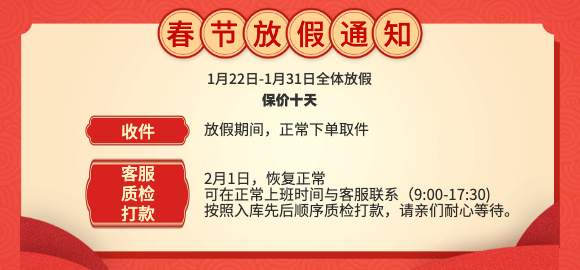 春节放假通知
1月22日-1月31日全体放假
保价十天
收件
放假期间，正常下单取件
客服
质检
打款
2月1日，恢复正常
可在正常上班时间与客服联系（9:00-17:30)
按照入库先后顺序质检打款，请亲们耐心等待。